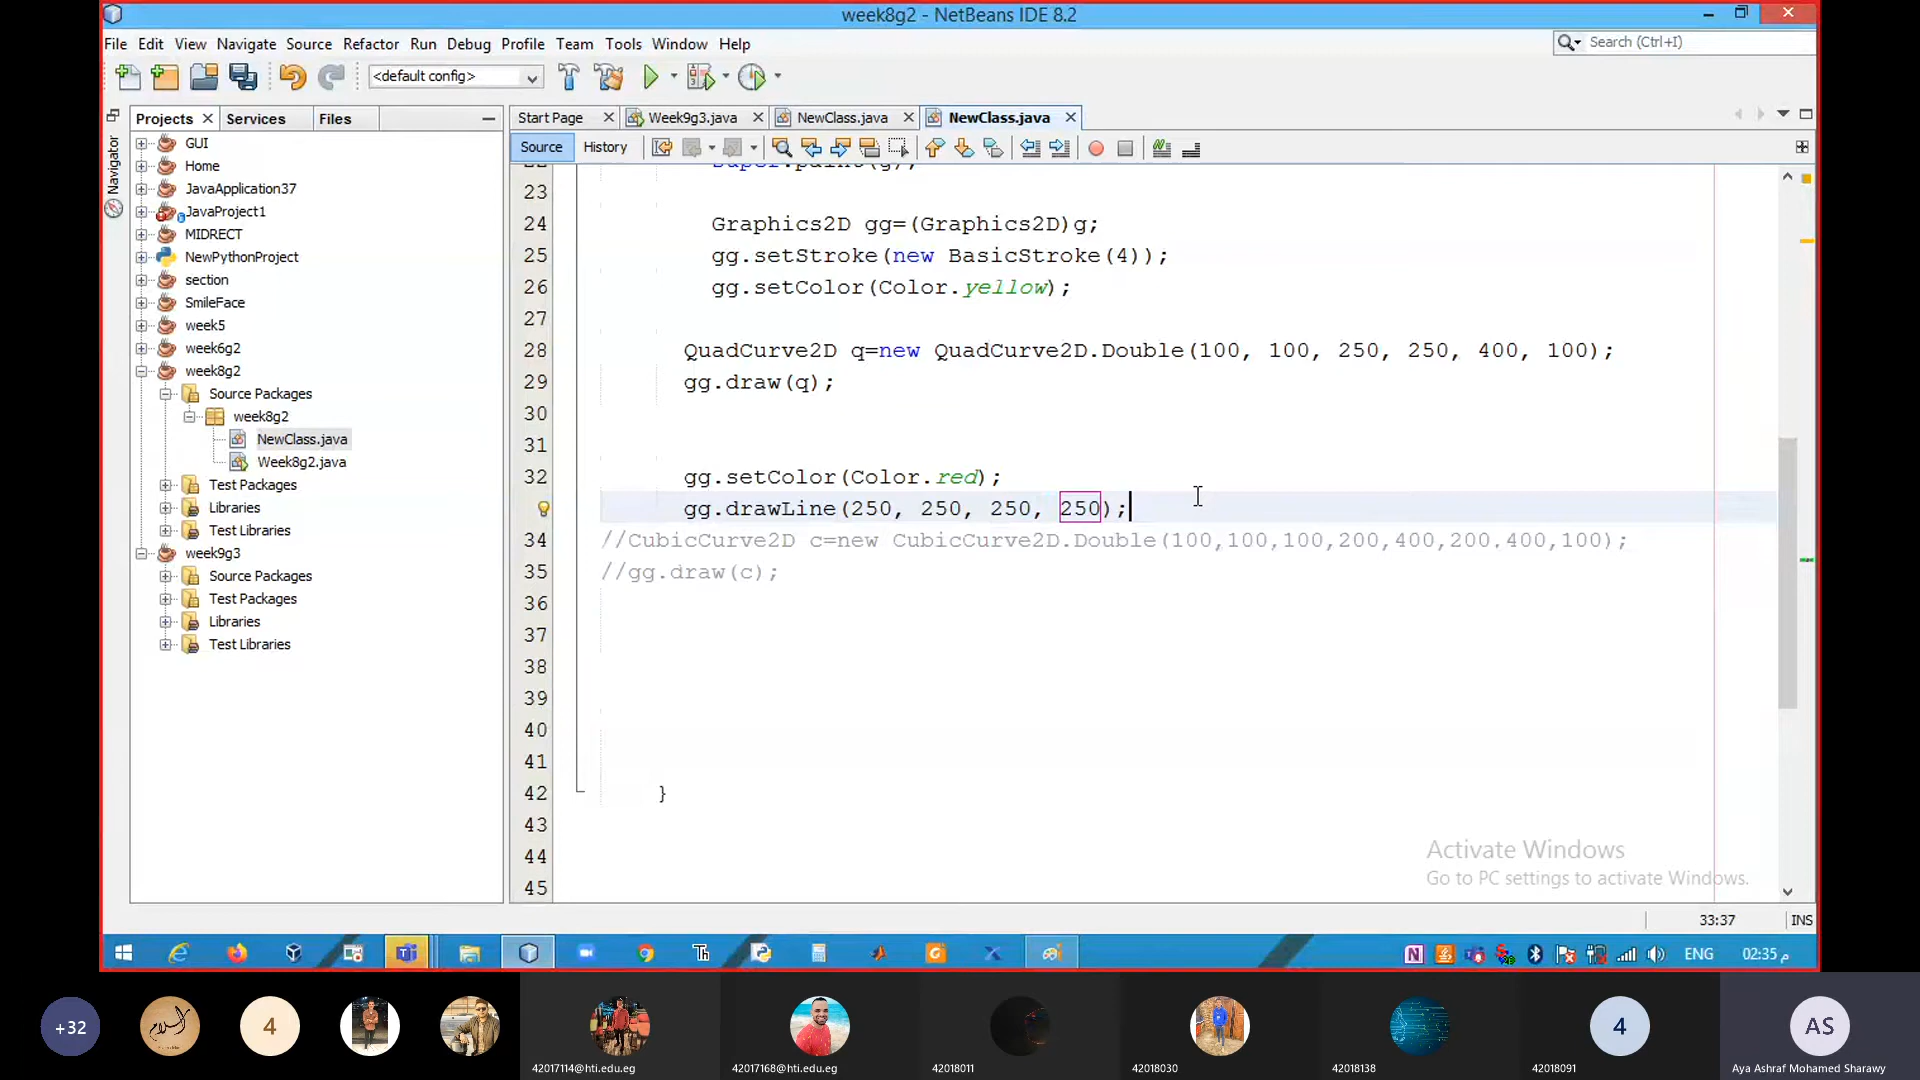 week8g2 - NetBeans IDE 8.2
File Edit View Navigate Source Refactor Run Debug Profile Team Tools Window Help
Search (Ctrl+I)
<default config>
Projects Services Files
Start Page Week9g3.java NewClass.java NewClass.java
Source History
Navigator
GUI
Home
JavaApplication37
JavaProject1
MIDRECT
NewPythonProject
section
SmileFace
week5
week6g2
week8g2
Source Packages
week8g2
NewClass.java
Week8g2.java
Test Packages
Libraries
Test Libraries
week9g3
Source Packages
Test Packages
Libraries
Test Libraries
22 super.paint(g);
23
24 Graphics2D gg=(Graphics2D)g;
25 gg.setStroke(new BasicStroke(4));
26 gg.setColor(Color.yellow);
27
28 QuadCurve2D q=new QuadCurve2D.Double(100, 100, 250, 250, 400, 100);
29 gg.draw(q);
30
31
32 gg.setColor(Color.red);
gg.drawLine(250, 250, 250, 250);
34 //CubicCurve2D c=new CubicCurve2D.Double(100,100,100,200,400,200,400,100);
35 //gg.draw(c);
36
37
38
39
40
41
42 }
43
44
45
Activate Windows
Go to PC settings to activate Windows.
33:37 INS
Th
ENG
02:35 م
+32
4
4
AS
42017114@hti.edu.eg
42017168@hti.edu.eg
42018011
42018030
42018138
42018091
Aya Ashraf Mohamed Sharawy